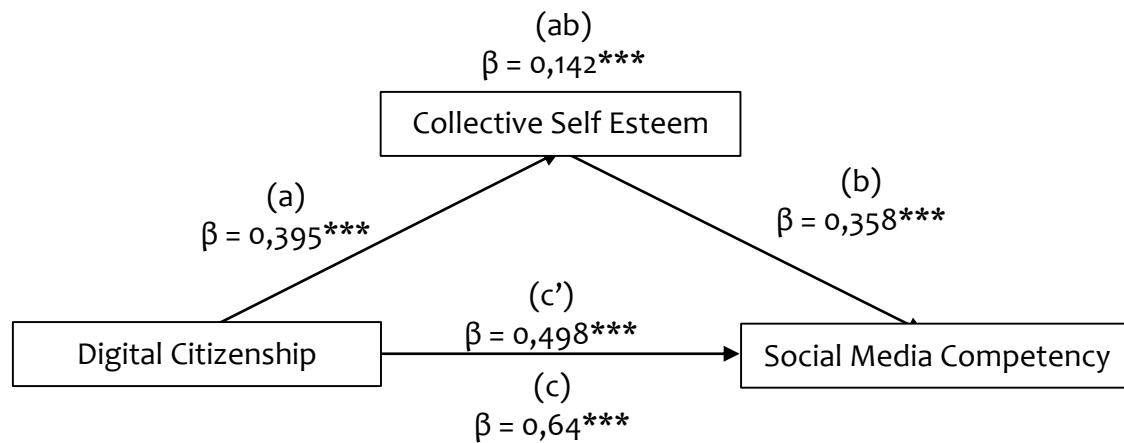 (ab)
β = 0,142***
Collective Self Esteem
(a)
β = 0,395***
(b)
β = 0,358***
(c’)
β = 0,498***
Digital Citizenship
Social Media Competency
(c)
β = 0,64***